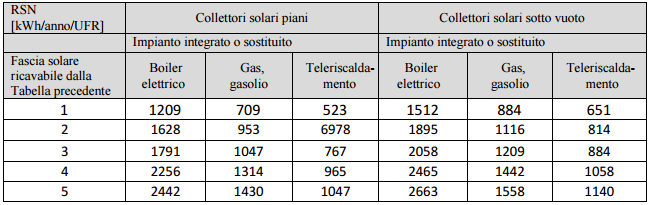 RSN [kWh/anno/UFR] Collettori solari piani Collettori solari sotto vuoto
Impianto integrato o sostituito Impianto integrato o sostituito
Fascia solare ricavabile dalla Tabella precedente Boiler elettrico Gas, gasolio Teleriscalda-mento Boiler elettrico Gas, gasolio Teleriscalda-mento
1 1209 709 523 1512 884 651
2 1628 953 6978 1895 1116 814
3 1791 1047 767 2058 1209 884
4 2256 1314 965 2465 1442 1058
5 2442 1430 1047 2663 1558 1140